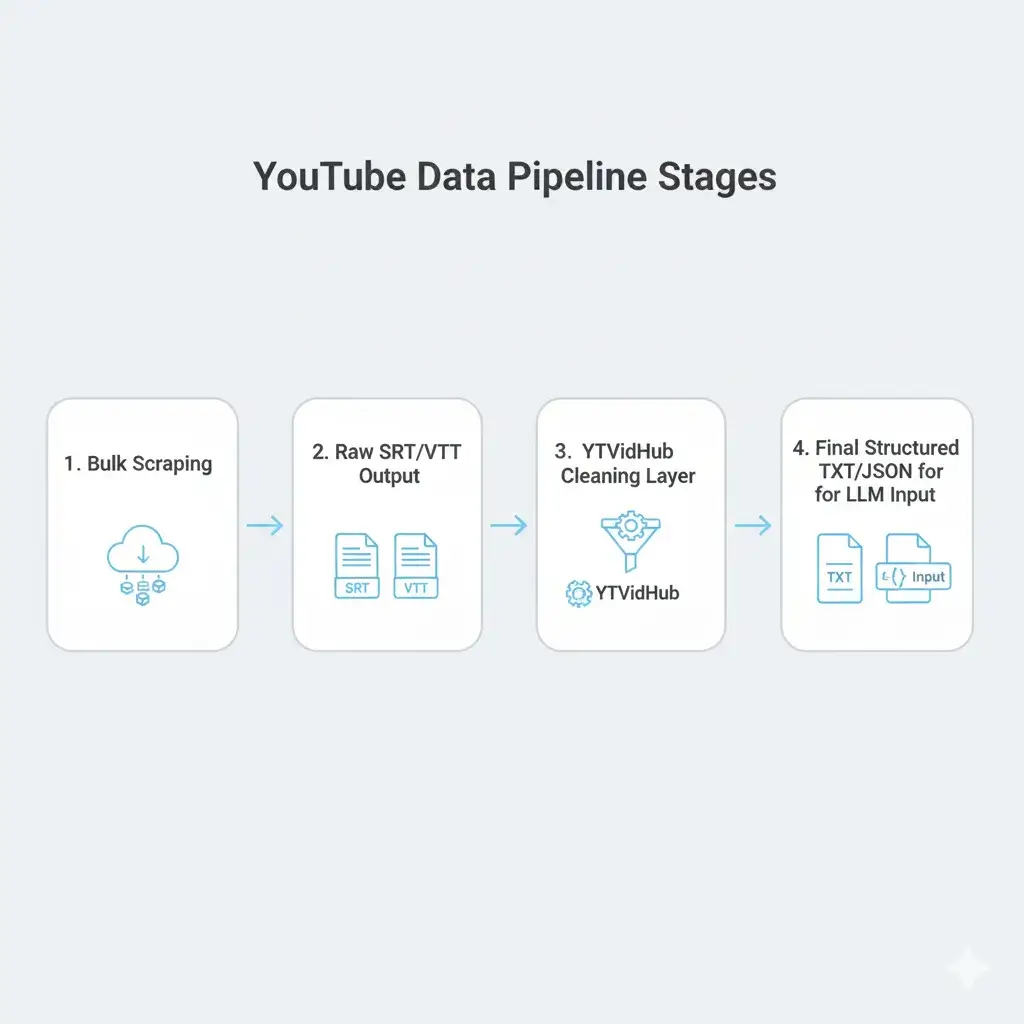 YouTube Data Pipeline Stages
1. Bulk Scraping
2. Raw SRT/VTT
Output
SRT
VTT
3. YTVidHub
Cleaning Layer
YTVidHub
4. Final Structured
TXT/JSON for
for LLM Input
TXT
{} Input